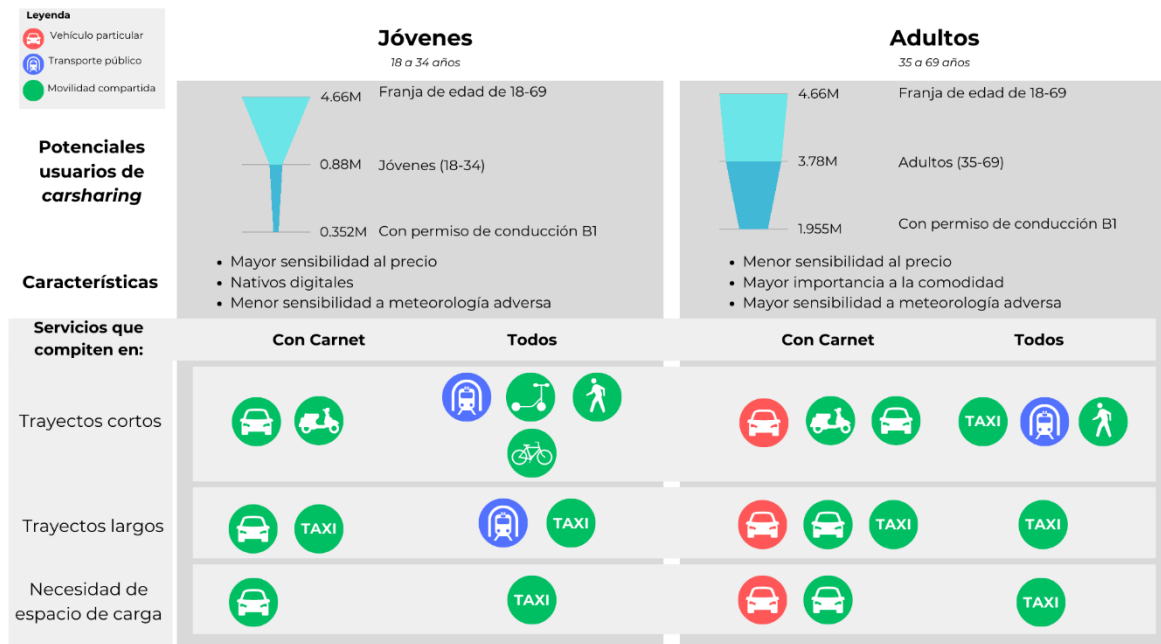 Leyenda
Vehículo particular
Transporte público
Movilidad compartida
Jóvenes
18 a 34 años
Adultos
35 a 69 años
Potenciales
usuarios de
carsharing
4.66M Franja de edad de 18-69
0.88M Jóvenes (18-34)
0.352M Con permiso de conducción B1
4.66M Franja de edad de 18-69
3.78M Adultos (35-69)
1.955M Con permiso de conducción B1
Características
• Mayor sensibilidad al precio
• Nativos digitales
• Menor sensibilidad a meteorología adversa
• Menor sensibilidad al precio
• Mayor importancia a la comodidad
• Mayor sensibilidad a meteorología adversa
Servicios que
compiten en:
Con Carnet
Todos
Con Carnet
Todos
Trayectos cortos
TAXI
Trayectos largos
TAXI
TAXI
TAXI
TAXI
Necesidad de
espacio de carga
TAXI
TAXI